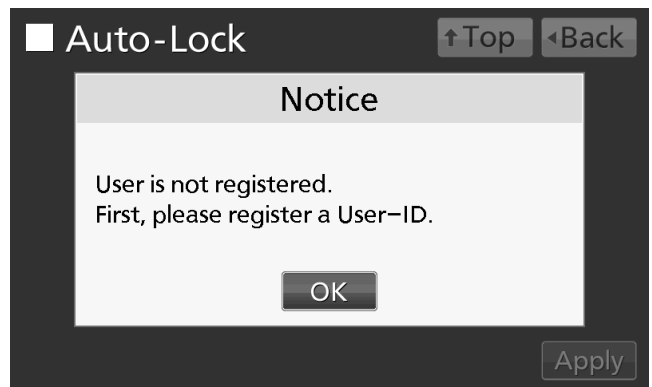 Auto-Lock
↑Top
◂Back
Notice
User is not registered.
First, please register a User-ID.
OK
Apply